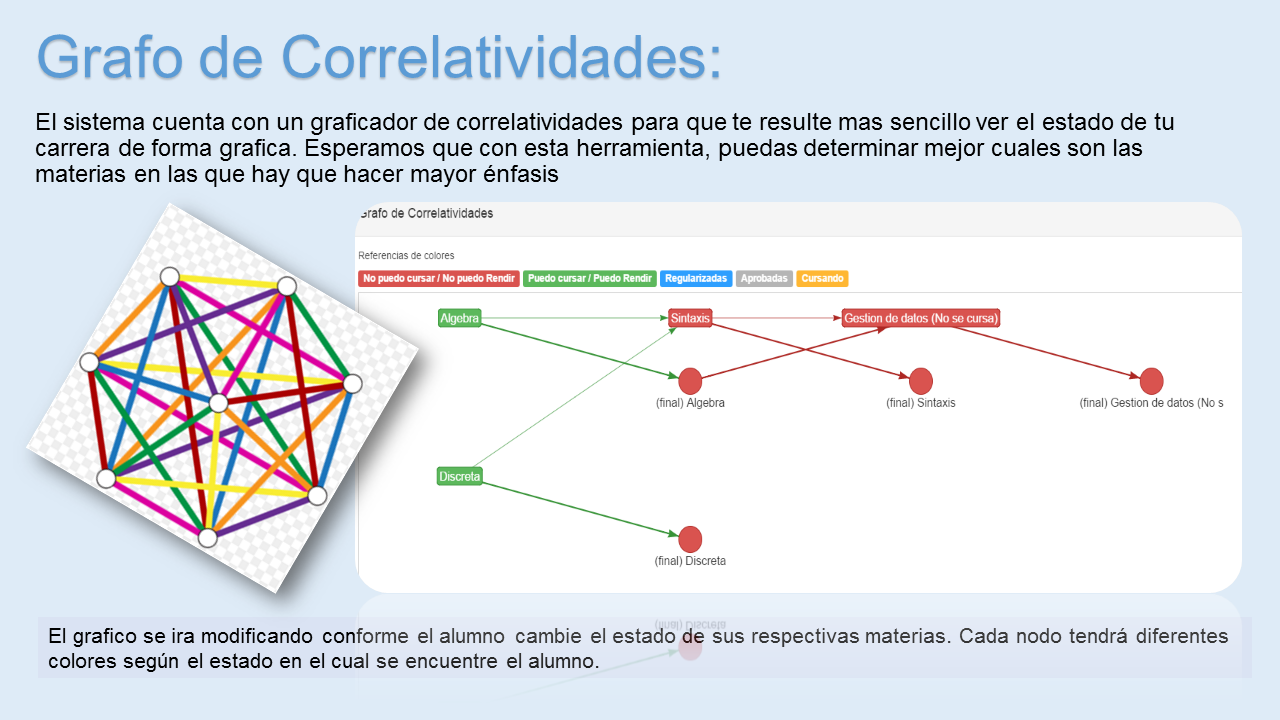 Grafo de Correlatividades:
El sistema cuenta con un graficador de correlatividades para que te resulte mas sencillo ver el estado de tu
carrera de forma grafica. Esperamos que con esta herramienta, puedas determinar mejor cuales son las
materias en las que hay que hacer mayor énfasis
Grafo de Correlatividades
Referencias de colores
No puedo cursar / No puedo Rendir Puedo cursar / Puedo Rendir Regularizadas Aprobadas Cursando
Algebra Sintaxis Gestion de datos (No se cursa)
(final) Algebra (final) Sintaxis (final) Gestion de datos (No s
Discreta
(final) Discreta
El grafico se ira modificando conforme el alumno cambie el estado de sus respectivas materias. Cada nodo tendrá diferentes
colores según el estado en el cual se encuentre el alumno.